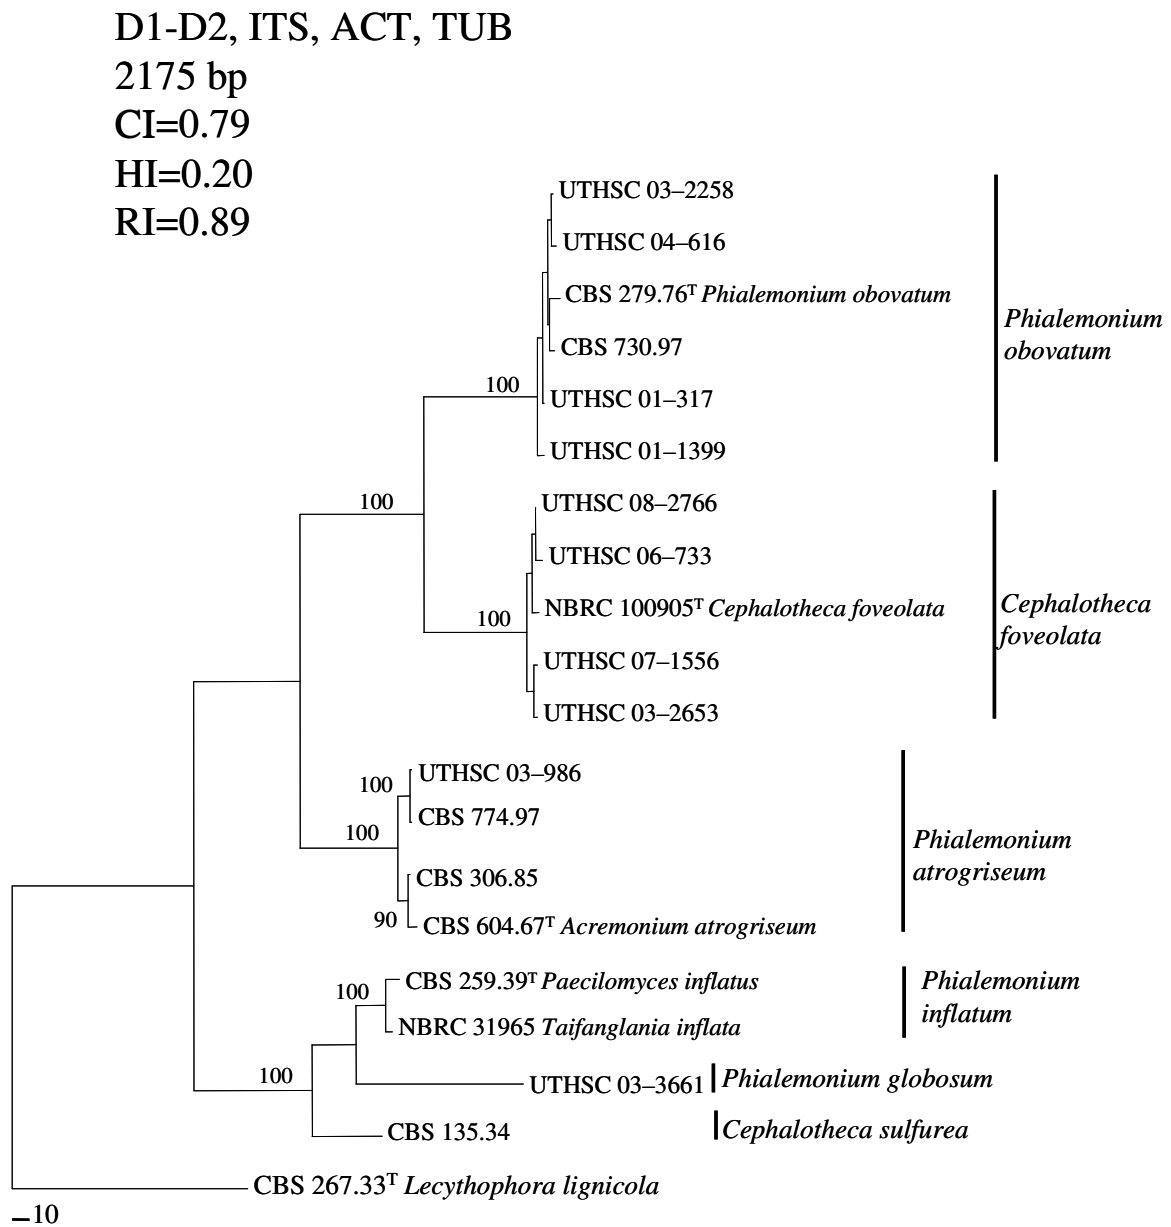 D1-D2, ITS, ACT, TUB
2175 bp
CI=0.79
HI=0.20
RI=0.89
UTHSC 03–2258
UTHSC 04–616
CBS 279.76ᵀ Phialemonium obovatum
Phialemonium
obovatum
CBS 730.97
100
UTHSC 01–317
UTHSC 01–1399
100
UTHSC 08–2766
UTHSC 06–733
NBRC 100905ᵀ Cephalotheca foveolata
Cephalotheca
foveolata
100
UTHSC 07–1556
UTHSC 03–2653
UTHSC 03–986
100
CBS 774.97
100
Phialemonium
atrogriseum
CBS 306.85
90
CBS 604.67ᵀ Acremonium atrogriseum
CBS 259.39ᵀ Paecilomyces inflatus
Phialemonium
inflatum
100
NBRC 31965 Taifanglania inflata
100
UTHSC 03–3661
Phialemonium globosum
CBS 135.34
Cephalotheca sulfurea
CBS 267.33ᵀ Lecythophora lignicola
10